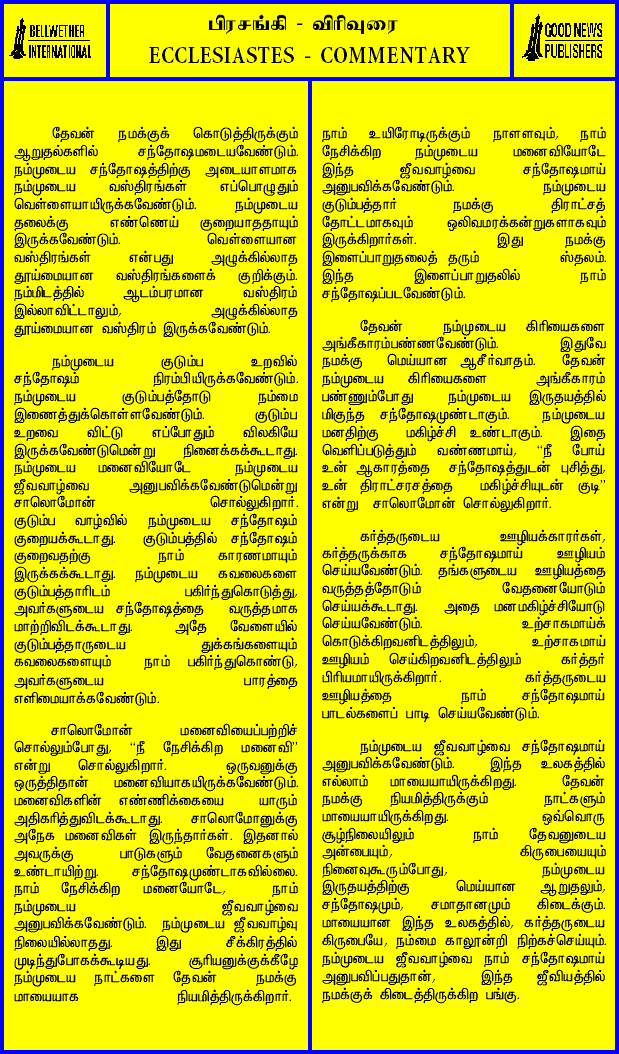 BELLWETHER
INTERNATIONAL
பிரசங்கி - விரிவுரை
ECCLESIASTES - COMMENTARY
GOOD NEWS
PUBLISHERS
தேவன் நமக்குக் கொடுத்திருக்கும்
ஆறுதல்களில் சந்தோஷமடையவேண்டும்.
நம்முடைய சந்தோஷத்திற்கு அடையாளமாக
நம்முடைய வஸ்திரங்கள் எப்பொழுதும்
வெள்ளையாயிருக்கவேண்டும். நம்முடைய
தலைக்கு எண்ணெய் குறையாததாயும்
இருக்கவேண்டும். வெள்ளையான
வஸ்திரங்கள் என்பது அழுக்கில்லாத
தூய்மையான வஸ்திரங்களைக் குறிக்கும்.
நம்மிடத்தில் ஆடம்பரமான வஸ்திரம்
இல்லாவிட்டாலும், அழுக்கில்லாத
தூய்மையான வஸ்திரம் இருக்கவேண்டும்.
நம்முடைய குடும்ப உறவில்
சந்தோஷம் நிரம்பியிருக்கவேண்டும்.
நம்முடைய குடும்பத்தோடு நம்மை
இணைத்துக்கொள்ளவேண்டும். குடும்ப
உறவை விட்டு எப்போதும் விலகியே
இருக்கவேண்டுமென்று நினைக்கக்கூடாது.
நம்முடைய மனைவியோடே நம்முடைய
ஜீவவாழ்வை அனுபவிக்கவேண்டுமென்று
சாலொமோன் சொல்லுகிறார்.
குடும்ப வாழ்வில் நம்முடைய சந்தோஷம்
குறையக்கூடாது. குடும்பத்தில் சந்தோஷம்
குறைவதற்கு நாம் காரணமாயும்
இருக்கக்கூடாது. நம்முடைய கவலைகளை
குடும்பத்தாரிடம் பகிர்ந்துகொடுத்து,
அவர்களுடைய சந்தோஷத்தை வருத்தமாக
மாற்றிவிடக்கூடாது. அதே வேளையில்
குடும்பத்தாருடைய துக்கங்களையும்
கவலைகளையும் நாம் பகிர்ந்துகொண்டு,
அவர்களுடைய பாரத்தை
எளிமையாக்கவேண்டும்.
சாலொமோன் மனைவியைப்பற்றிச்
சொல்லும்போது, “நீ நேசிக்கிற மனைவி”
என்று சொல்லுகிறார். ஒருவனுக்கு
ஒருத்திதான் மனைவியாகயிருக்கவேண்டும்.
மனைவிகளின் எண்ணிக்கையை யாரும்
அதிகரித்துவிடக்கூடாது. சாலொமோனுக்கு
அநேக மனைவிகள் இருந்தார்கள். இதனால்
அவருக்கு பாடுகளும் வேதனைகளும்
உண்டாயிற்று. சந்தோஷமுண்டாகவில்லை.
நாம் நேசிக்கிற மனையோடே, நாம்
நம்முடைய ஜீவவாழ்வை
அனுபவிக்கவேண்டும். நம்முடைய ஜீவவாழ்வு
நிலையில்லாதது. இது சீக்கிரத்தில்
முடிந்துபோகக்கூடியது. சூரியனுக்குக்கீழே
நம்முடைய நாட்களை தேவன் நமக்கு
மாயையாக நியமித்திருக்கிறார்.
நாம் உயிரோடிருக்கும் நாளளவும், நாம்
நேசிக்கிற நம்முடைய மனைவியோடே
இந்த ஜீவவாழ்வை சந்தோஷமாய்
அனுபவிக்கவேண்டும். நம்முடைய
குடும்பத்தார் நமக்கு திராட்சத்
தோட்டமாகவும் ஒலிவமரக்கன்றுகளாகவும்
இருக்கிறார்கள். இது நமக்கு
இளைப்பாறுதலைத் தரும் ஸ்தலம்.
இந்த இளைப்பாறுதலில் நாம்
சந்தோஷப்படவேண்டும்.
தேவன் நம்முடைய கிரியைகளை
அங்கீகாரம்பண்ணவேண்டும். இதுவே
நமக்கு மெய்யான ஆசீர்வாதம். தேவன்
நம்முடைய கிரியைகளை அங்கீகாரம்
பண்ணும்போது நம்முடைய இருதயத்தில்
மிகுந்த சந்தோஷமுண்டாகும். நம்முடைய
மனதிற்கு மகிழ்ச்சி உண்டாகும். இதை
வெளிப்படுத்தும் வண்ணமாய், “நீ போய்
உன் ஆகாரத்தை சந்தோஷத்துடன் புசித்து,
உன் திராட்சரசத்தை மகிழ்ச்சியுடன் குடி”
என்று சாலொமோன் சொல்லுகிறார்.
கர்த்தருடைய ஊழியக்காரர்கள்,
கர்த்தருக்காக சந்தோஷமாய் ஊழியம்
செய்யவேண்டும். தங்களுடைய ஊழியத்தை
வருத்தத்தோடும் வேதனையோடும்
செய்யக்கூடாது. அதை மனமகிழ்ச்சியோடு
செய்யவேண்டும். உற்சாகமாய்க்
கொடுக்கிறவனிடத்திலும், உற்சாகமாய்
ஊழியம் செய்கிறவனிடத்திலும் கர்த்தர்
பிரியமாயிருக்கிறார். கர்த்தருடைய
ஊழியத்தை நாம் சந்தோஷமாய்
பாடல்களைப் பாடி செய்யவேண்டும்.
நம்முடைய ஜீவவாழ்வை சந்தோஷமாய்
அனுபவிக்கவேண்டும். இந்த உலகத்தில்
எல்லாம் மாயையாயிருக்கிறது. தேவன்
நமக்கு நியமித்திருக்கும் நாட்களும்
மாயையாயிருக்கிறது. ஒவ்வொரு
சூழ்நிலையிலும் நாம் தேவனுடைய
அன்பையும், கிருபையையும்
நினைவுகூரும்போது, நம்முடைய
இருதயத்திற்கு மெய்யான ஆறுதலும்,
சந்தோஷமும், சமாதானமும் கிடைக்கும்.
மாயையான இந்த உலகத்தில், கர்த்தருடைய
கிருபையே, நம்மை காலூன்றி நிற்கச்செய்யும்.
நம்முடைய ஜீவவாழ்வை நாம் சந்தோஷமாய்
அனுபவிப்பதுதான், இந்த ஜீவியத்தில்
நமக்குக் கிடைத்திருக்கிற பங்கு.